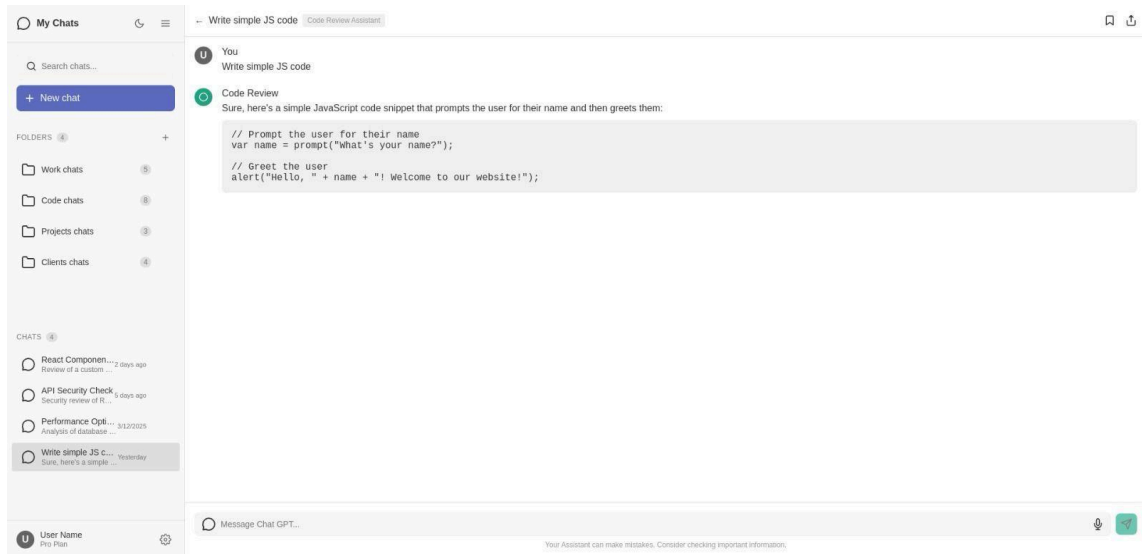 My Chats
Search chats...
+ New chat
FOLDERS 4
Work chats 5
Code chats 8
Projects chats 3
Clients chats 4
CHATS 4
React Componen... 2 days ago
Review of a custom ...
API Security Check 5 days ago
Security review of R...
Performance Opti... 3/12/2025
Analysis of database ...
Write simple JS c... Yesterday
Sure, here's a simple ...
U User Name
Pro Plan
← Write simple JS code Code Review Assistant
U You
Write simple JS code
Code Review
Sure, here's a simple JavaScript code snippet that prompts the user for their name and then greets them:
// Prompt the user for their name
var name = prompt("What's your name?");
// Greet the user
alert("Hello, " + name + "! Welcome to our website!");
Message Chat GPT...
Your Assistant can make mistakes. Consider checking important information.